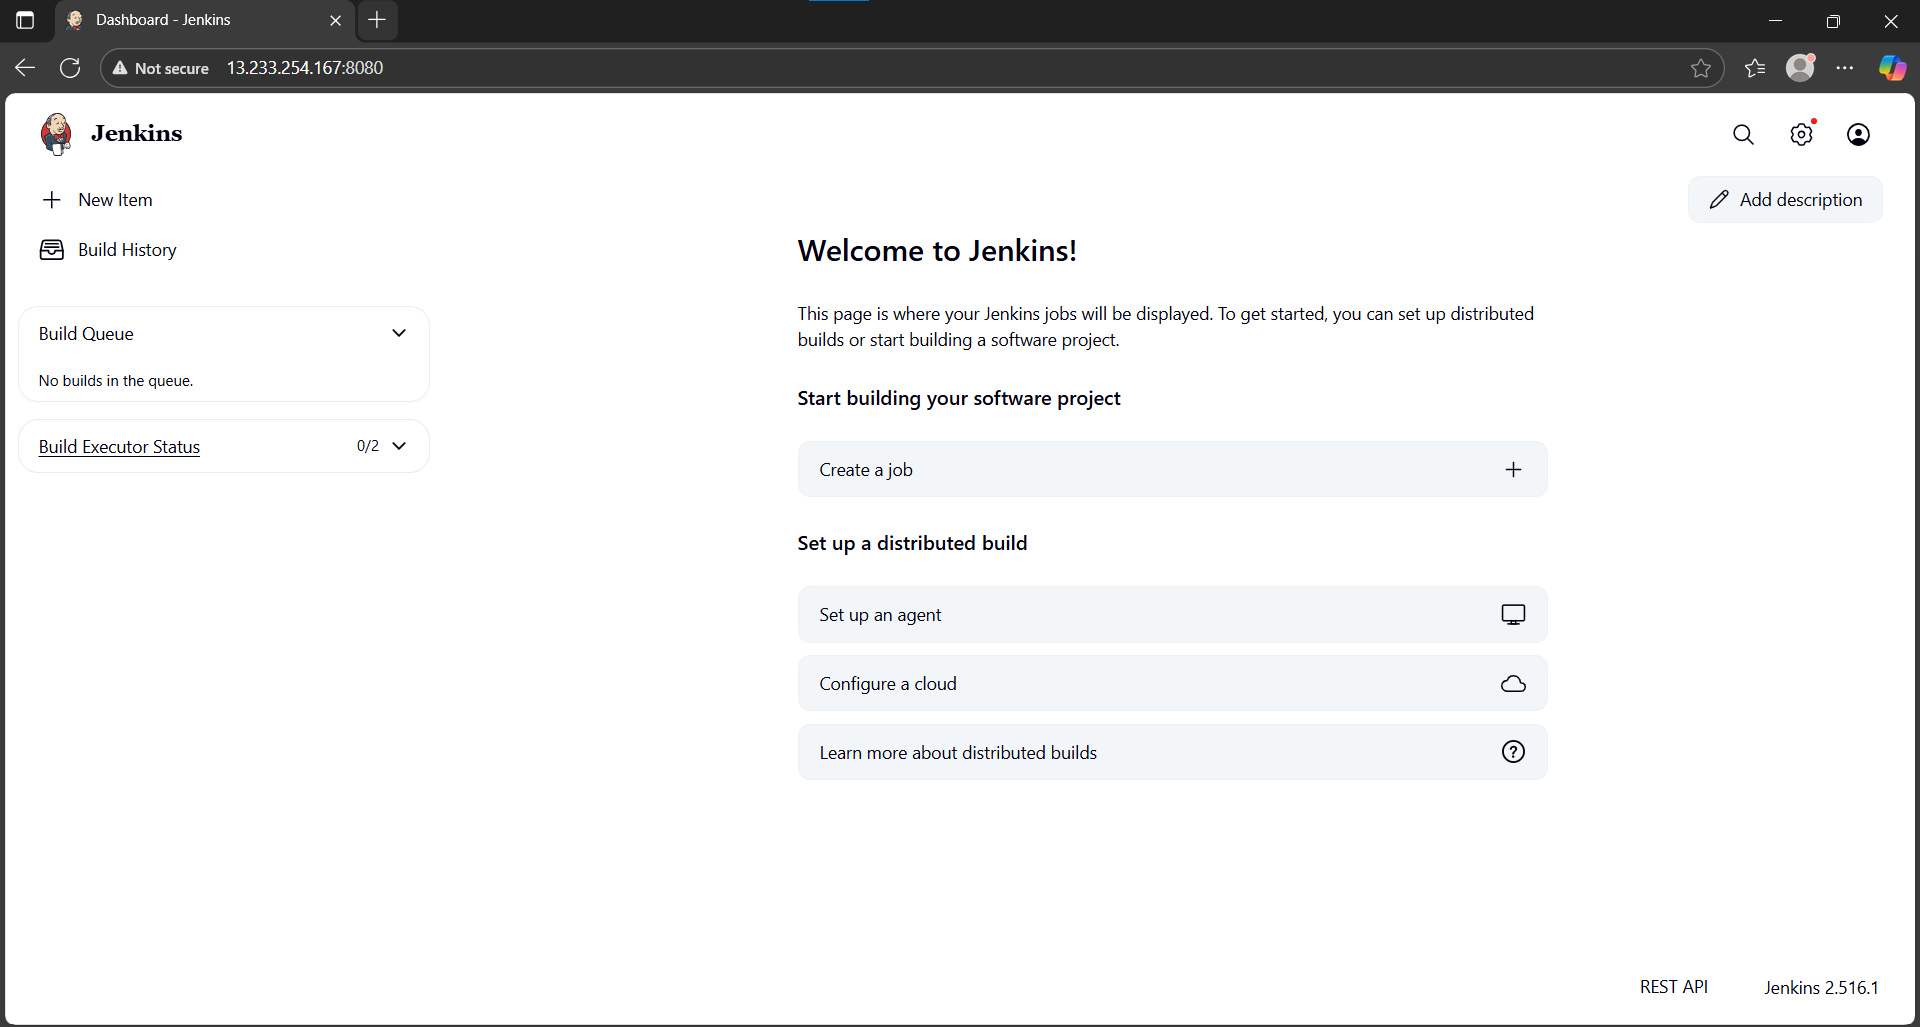 Dashboard - Jenkins
Not secure 13.233.254.167:8080
Jenkins
New Item
Add description
Build History
Welcome to Jenkins!
This page is where your Jenkins jobs will be displayed. To get started, you can set up distributed
builds or start building a software project.
Build Queue
No builds in the queue.
Start building your software project
Build Executor Status 0/2
Create a job
Set up a distributed build
Set up an agent
Configure a cloud
Learn more about distributed builds
REST API Jenkins 2.516.1